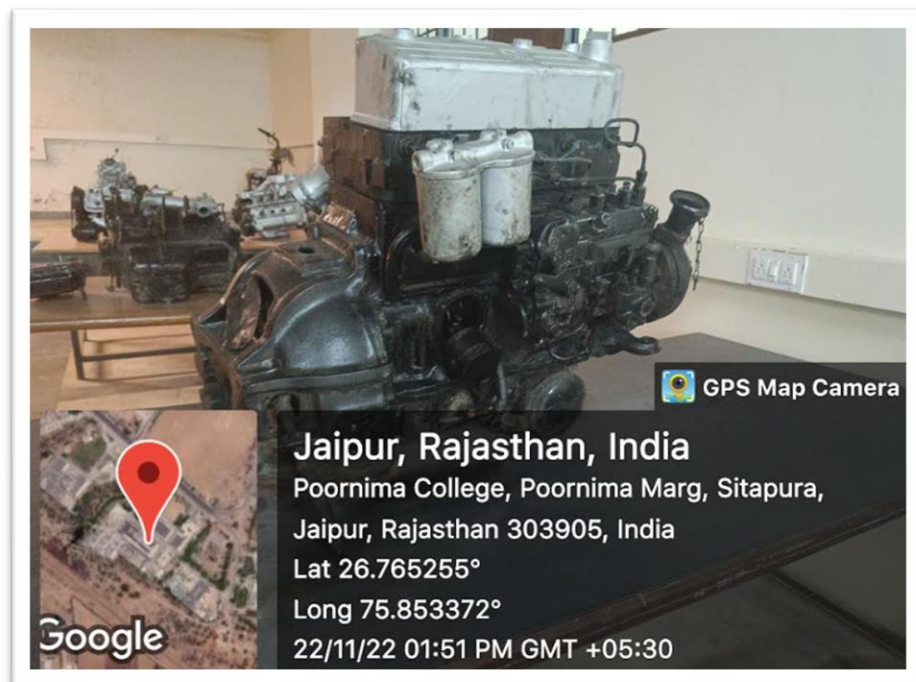 GPS Map Camera
Jaipur, Rajasthan, India
Poornima College, Poornima Marg, Sitapura,
Jaipur, Rajasthan 303905, India
Lat 26.765255°
Long 75.853372°
22/11/22 01:51 PM GMT +05:30
Google